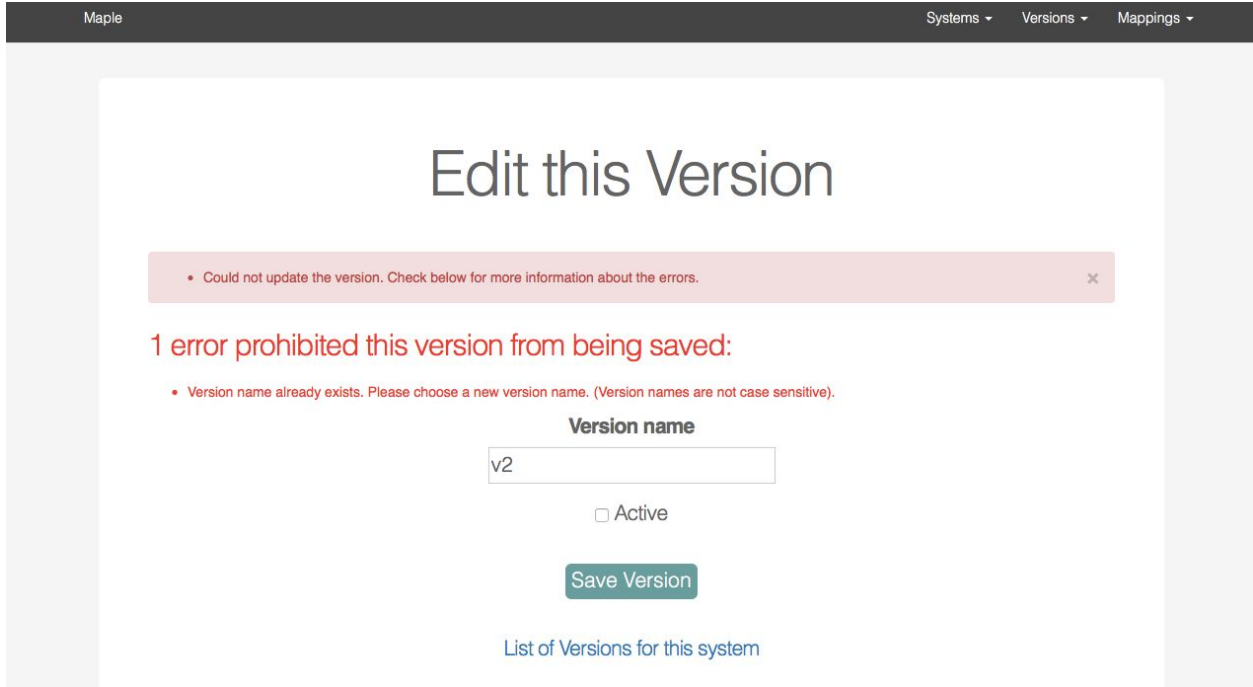 Maple Systems Versions Mappings
Edit this Version
• Could not update the version. Check below for more information about the errors. ×
1 error prohibited this version from being saved:
• Version name already exists. Please choose a new version name. (Version names are not case sensitive).
Version name
v2
Active
Save Version
List of Versions for this system